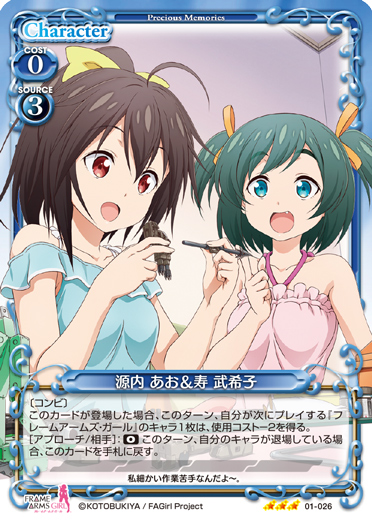 Precious Memories
Character
COST
0
SOURCE
3
源内 あお&寿 武希子
［コンビ］
このカードが登場した場合、このターン、自分が次にプレイする『フ
レームアームズ・ガール』のキャラ1枚は、使用コスト-2を得る。
［アプローチ/相手］：このターン、自分のキャラが退場している場
合、このカードを手札に戻す。
私細かい作業苦手なんだよ～。
FRAME
ARMS GIRL
©KOTOBUKIYA / FAGirl Project
01-026